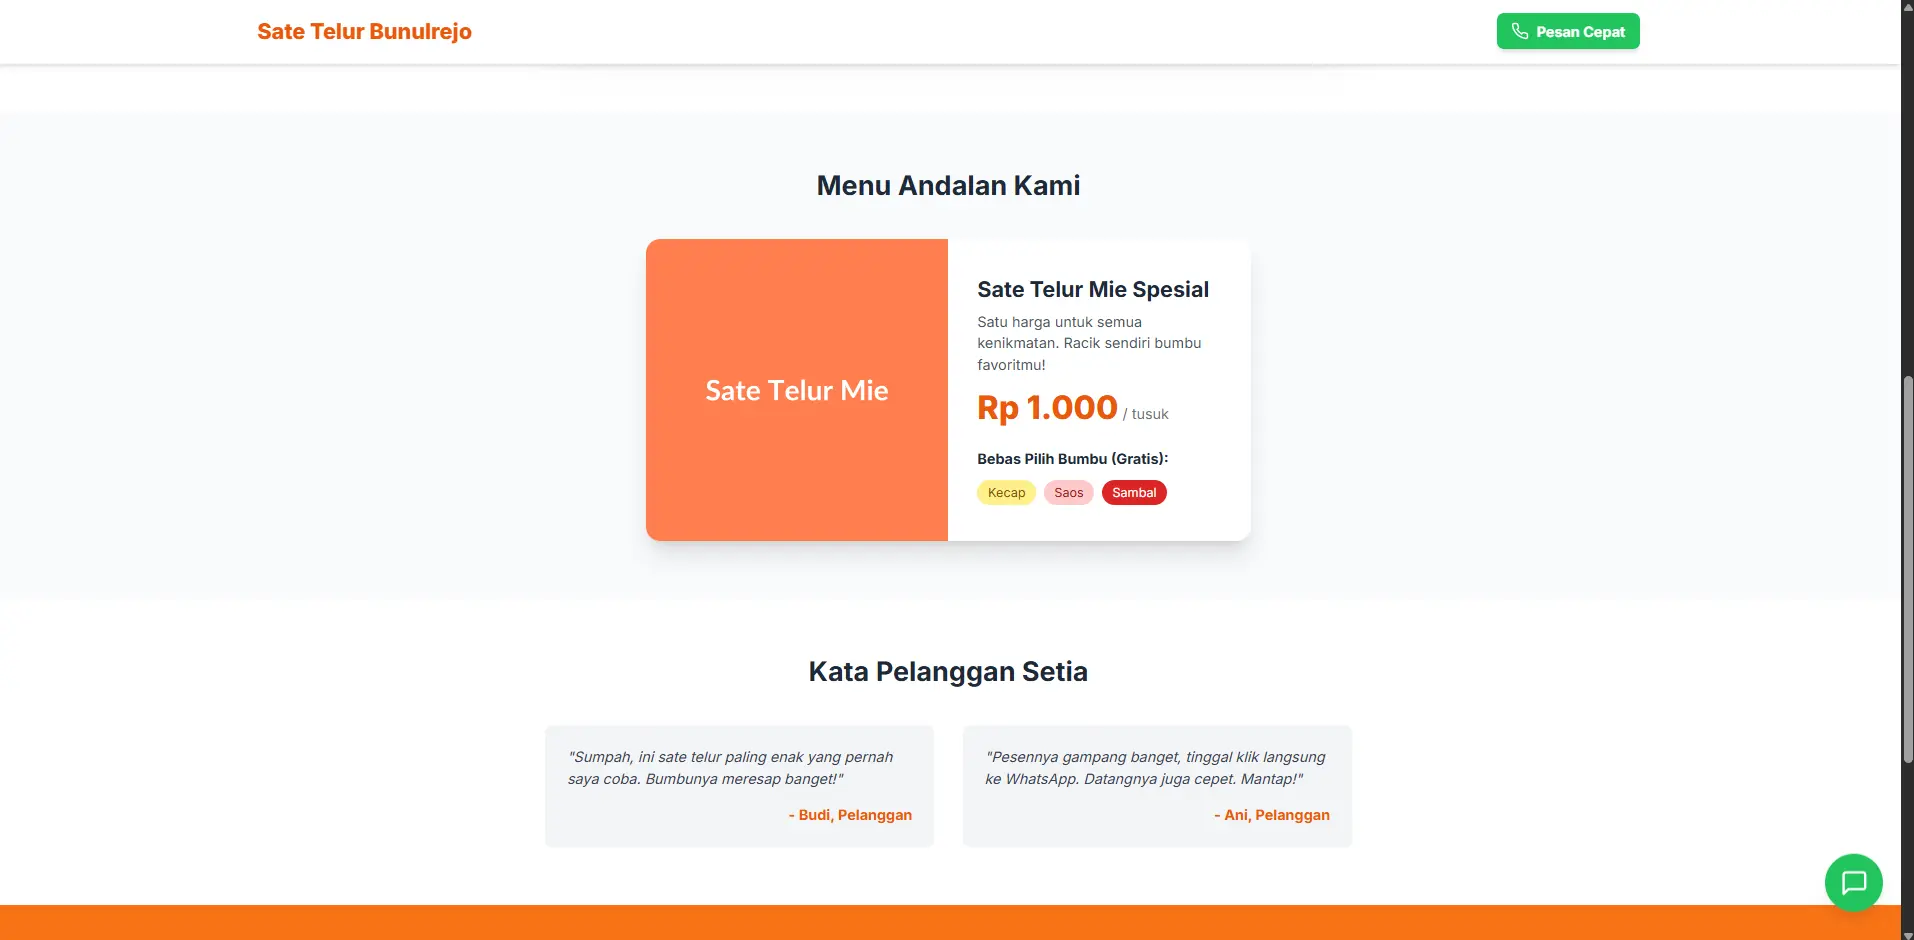 Sate Telur Bunulrejo
Pesan Cepat
Menu Andalan Kami
Sate Telur Mie
Sate Telur Mie Spesial
Satu harga untuk semua
kenikmatan. Racik sendiri bumbu
favoritmu!
Rp 1.000 / tusuk
Bebas Pilih Bumbu (Gratis):
Kecap Saos Sambal
Kata Pelanggan Setia
"Sumpah, ini sate telur paling enak yang pernah
saya coba. Bumbunya meresap banget!"
- Budi, Pelanggan
"Pesennya gampang banget, tinggal klik langsung
ke WhatsApp. Datangnya juga cepet. Mantap!"
- Ani, Pelanggan